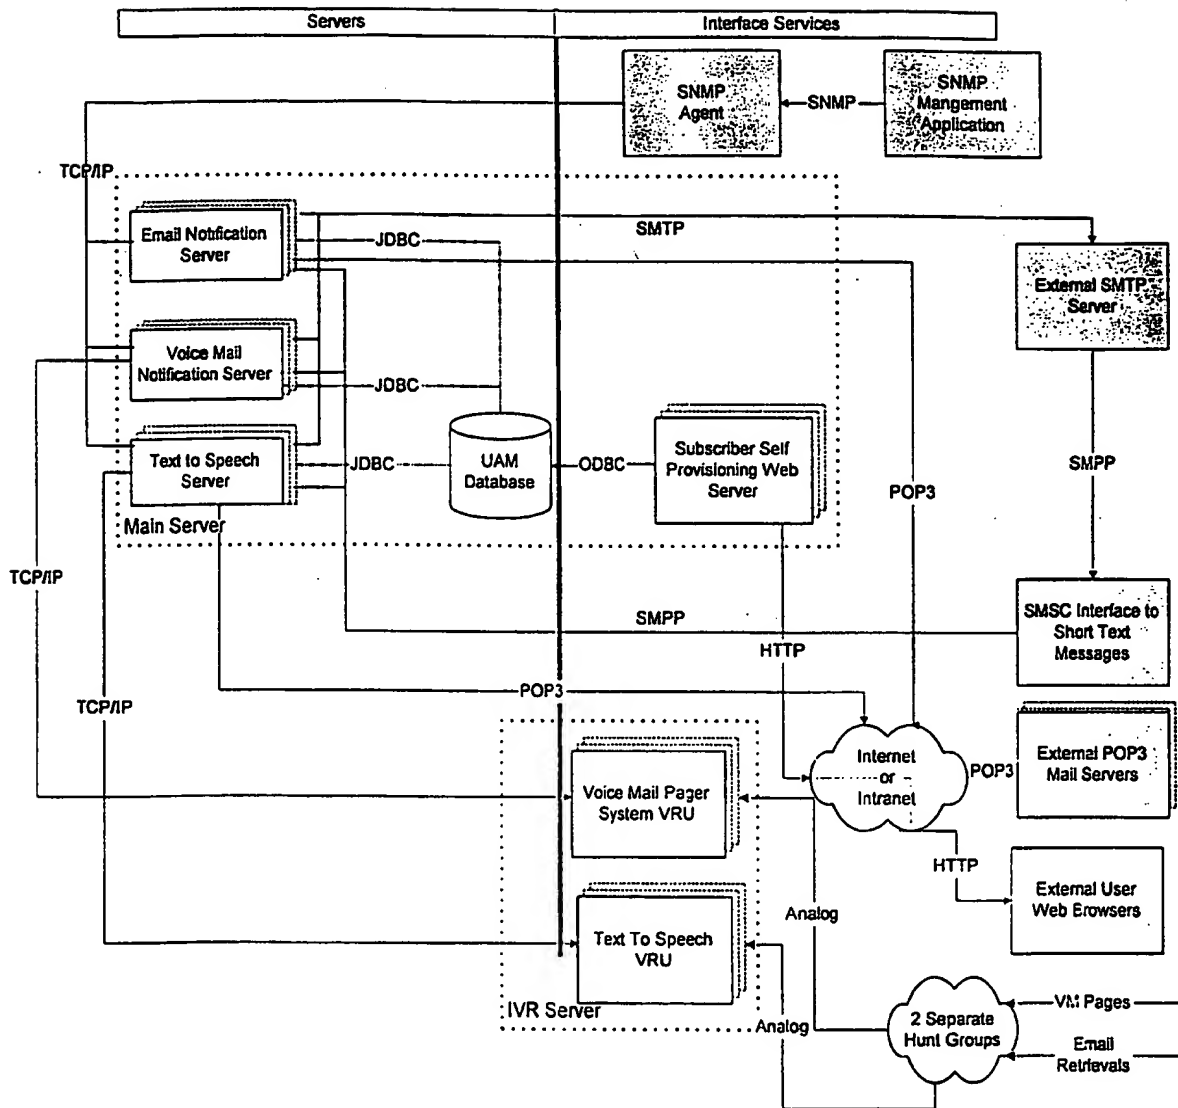 Servers
Interface Services
SNMP
Agent
SNMP
SNMP
Mangement
Application
TCP/IP
Email Notification
Server
JDBC
SMTP
External SMTP
Server
Voice Mail
Notification Server
JDBC
Text to Speech
Server
JDBC
UAM
Database
ODBC
Subscriber Self
Provisioning Web
Server
POP3
SMPP
Main Server
TCP/IP
SMPP
SMSC Interface to
Short Text
Messages
HTTP
TCP/IP
POP3
Internet
or
Intranet
POP3
External POP3
Mail Servers
Voice Mail Pager
System VRU
HTTP
External User
Web Browsers
Analog
Text To Speech
VRU
IVR Server
Analog
2 Separate
Hunt Groups
VM Pages
Email
Retrievals